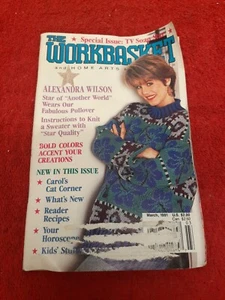 Special Issue: TV
THE
WORKBASKET
AND HOME ARTS
ALEXANDRA WILSON
Star of "Another World"
Wears Our
Fabulous Pullover
Instructions to Knit
a Sweater with
"Star Quality"
BOLD COLORS
ACCENT YOUR
CREATIONS
NEW IN THIS ISSUE
★ Carol's
Cat Corner
★ What's New
★ Reader
Recipes
★ Your
Horoscope
★ Kids'
March, 1991